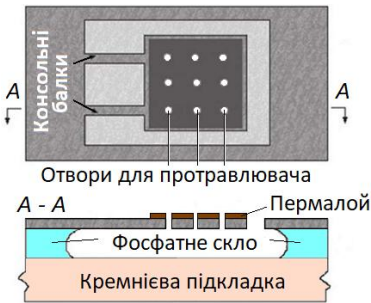 Консольні
балки
A
A
Отвори для протравлювача
A - A
Пермалой
Фосфатне скло
Кремнієва підкладка